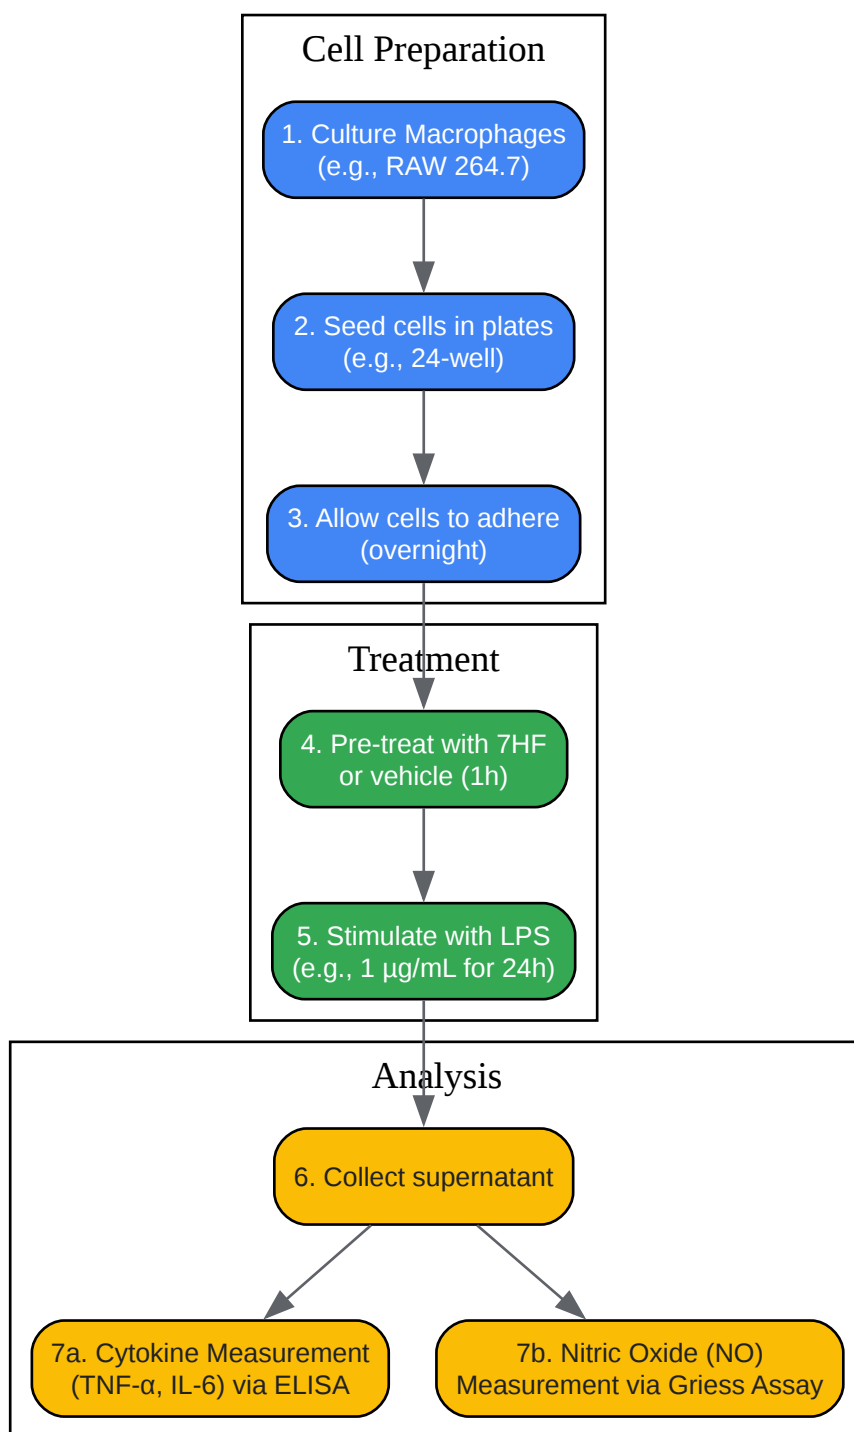 Cell Preparation
1. Culture Macrophages
(e.g., RAW 264.7)
2. Seed cells in plates
(e.g., 24-well)
3. Allow cells to adhere
(overnight)
Treatment
4. Pre-treat with 7HF
or vehicle (1h)
5. Stimulate with LPS
(e.g., 1 µg/mL for 24h)
Analysis
6. Collect supernatant
7a. Cytokine Measurement
(TNF-α, IL-6) via ELISA
7b. Nitric Oxide (NO)
Measurement via Griess Assay